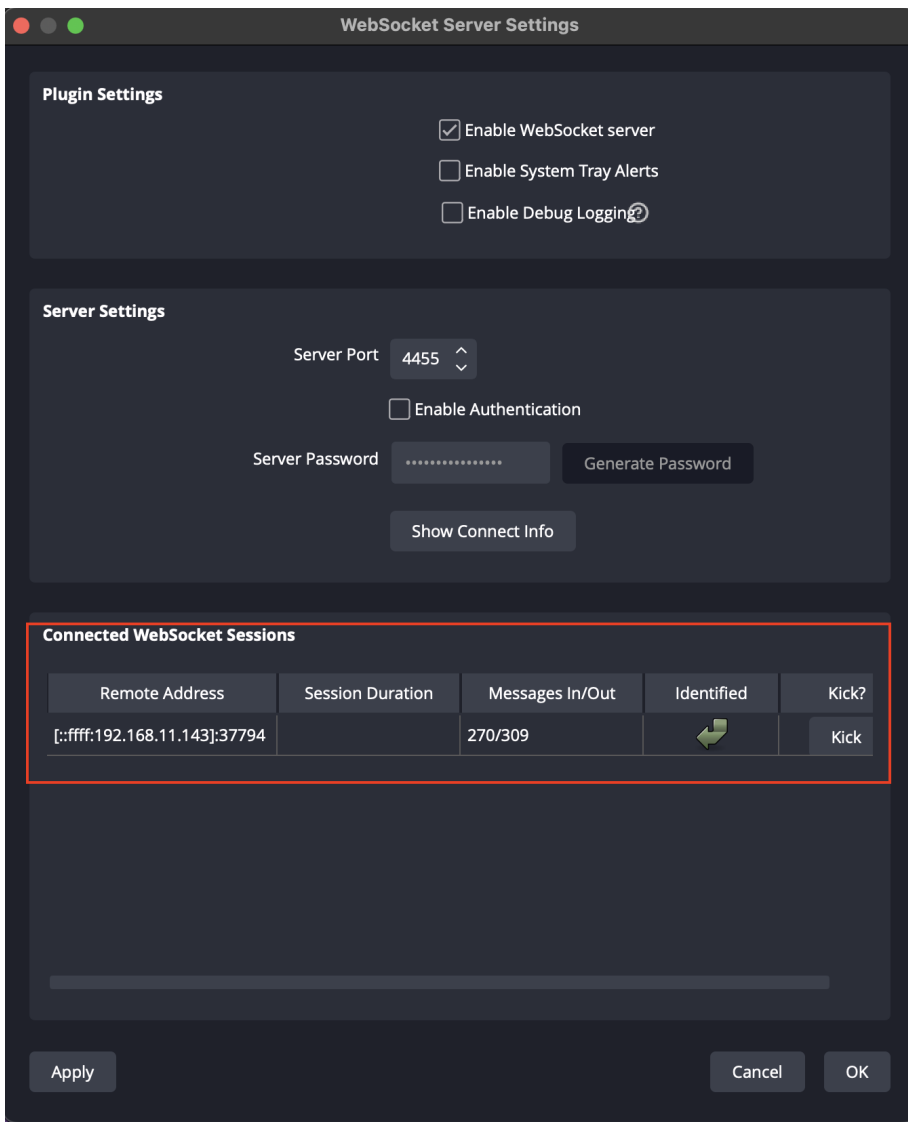 WebSocket Server Settings
Plugin Settings
Enable WebSocket server
Enable System Tray Alerts
Enable Debug Logging?
Server Settings
Server Port 4455
Enable Authentication
Server Password •••••••••••••••• Generate Password
Show Connect Info
Connected WebSocket Sessions
Remote Address Session Duration Messages In/Out Identified Kick?
[::ffff:192.168.11.143]:37794 270/309 Kick
Apply Cancel OK